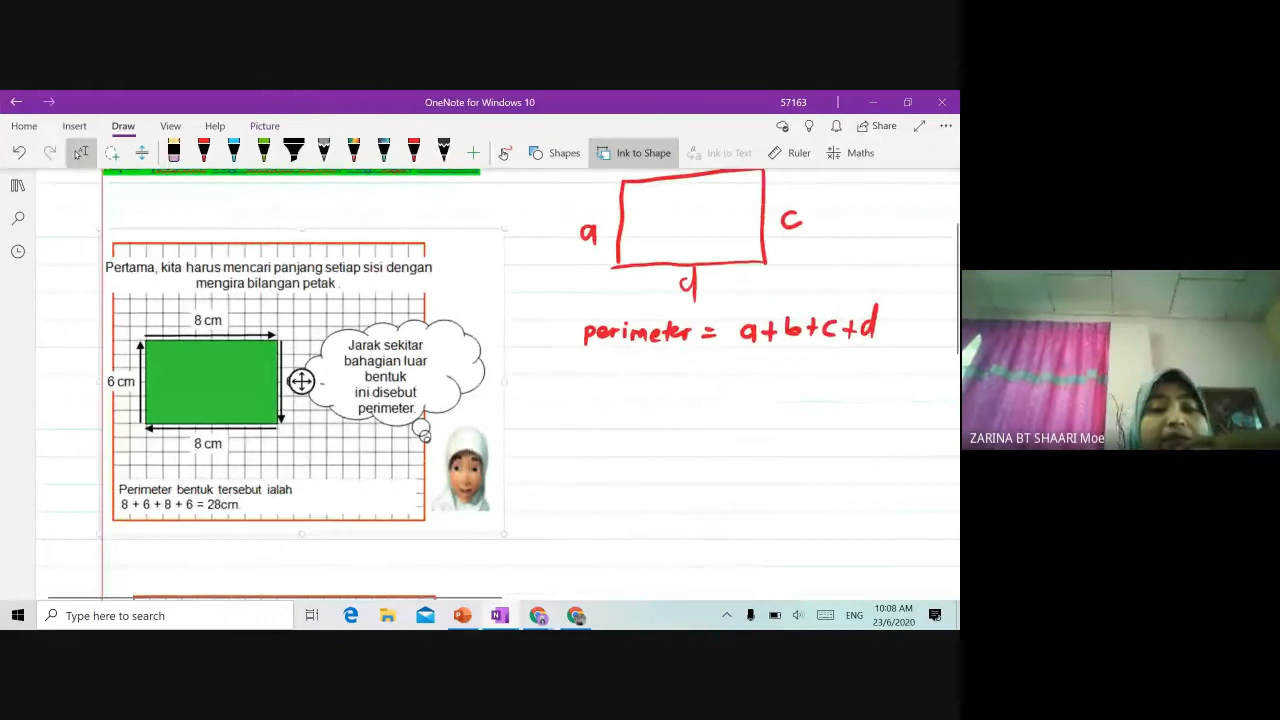 OneNote for Windows 10
57163
Home Insert Draw View Help Picture
Share
Shapes Ink to Shape Ink to Text Ruler Maths
a
c
d
perimeter = a+b+c+d
Pertama, kita harus mencari panjang setiap sisi dengan
mengira bilangan petak .
8 cm
6 cm
8 cm
Jarak sekitar
bahagian luar
bentuk
ini disebut
perimeter.
Perimeter bentuk tersebut ialah
8 + 6 + 8 + 6 = 28cm.
ZARINA BT SHAARI Moe
Type here to search
ENG
10:08 AM
23/6/2020